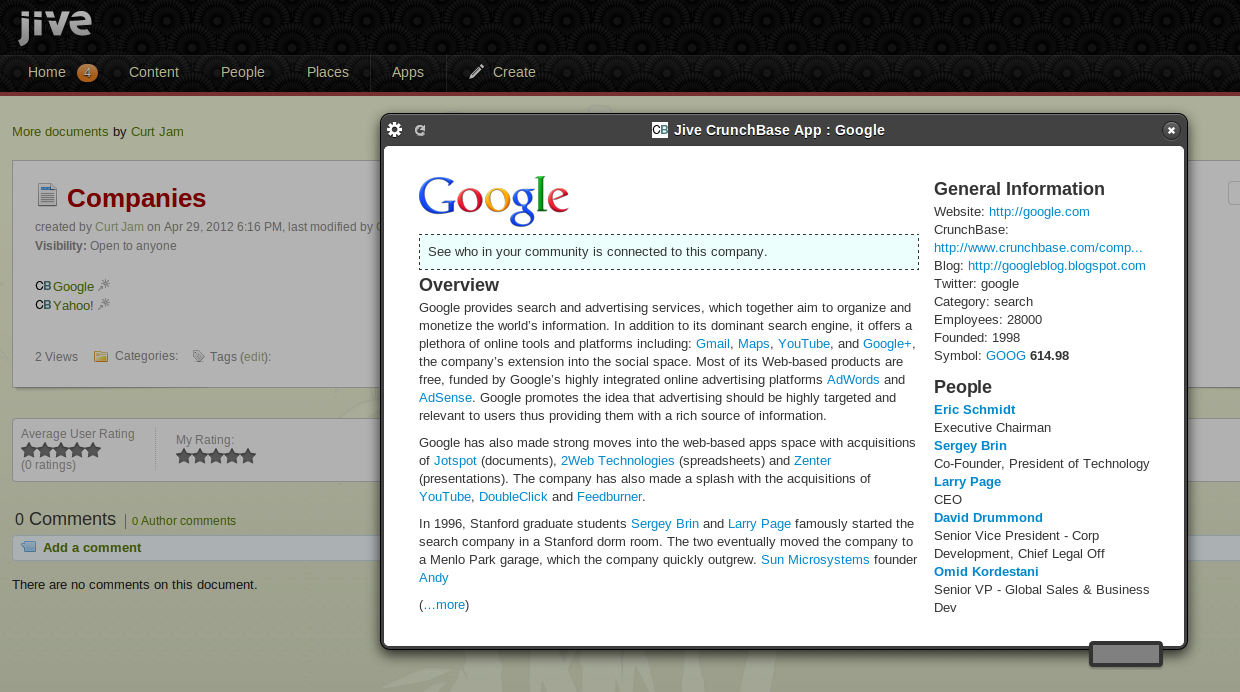 jive
Home 4 Content People Places Apps Create
More documents by Curt Jam
Companies
created by Curt Jam on Apr 29, 2012 6:16 PM, last modified by
Visibility: Open to anyone
CB Google
CB Yahoo!
2 Views Categories: Tags (edit):
Average User Rating
(0 ratings)
My Rating:
0 Comments 0 Author comments
Add a comment
There are no comments on this document.
CB Jive CrunchBase App : Google
Google
See who in your community is connected to this company.
Overview
Google provides search and advertising services, which together aim to organize and
monetize the world's information. In addition to its dominant search engine, it offers a
plethora of online tools and platforms including: Gmail, Maps, YouTube, and Google+,
the company's extension into the social space. Most of its Web-based products are
free, funded by Google's highly integrated online advertising platforms AdWords and
AdSense. Google promotes the idea that advertising should be highly targeted and
relevant to users thus providing them with a rich source of information.
Google has also made strong moves into the web-based apps space with acquisitions
of Jotspot (documents), 2Web Technologies (spreadsheets) and Zenter
(presentations). The company has also made a splash with the acquisitions of
YouTube, DoubleClick and Feedburner.
In 1996, Stanford graduate students Sergey Brin and Larry Page famously started the
search company in a Stanford dorm room. The two eventually moved the company to
a Menlo Park garage, which the company quickly outgrew. Sun Microsystems founder
Andy
(…more)
General Information
Website: http://google.com
CrunchBase:
http://www.crunchbase.com/comp...
Blog: http://googleblog.blogspot.com
Twitter: google
Category: search
Employees: 28000
Founded: 1998
Symbol: GOOG 614.98
People
Eric Schmidt
Executive Chairman
Sergey Brin
Co-Founder, President of Technology
Larry Page
CEO
David Drummond
Senior Vice President - Corp
Development, Chief Legal Off
Omid Kordestani
Senior VP - Global Sales & Business
Dev